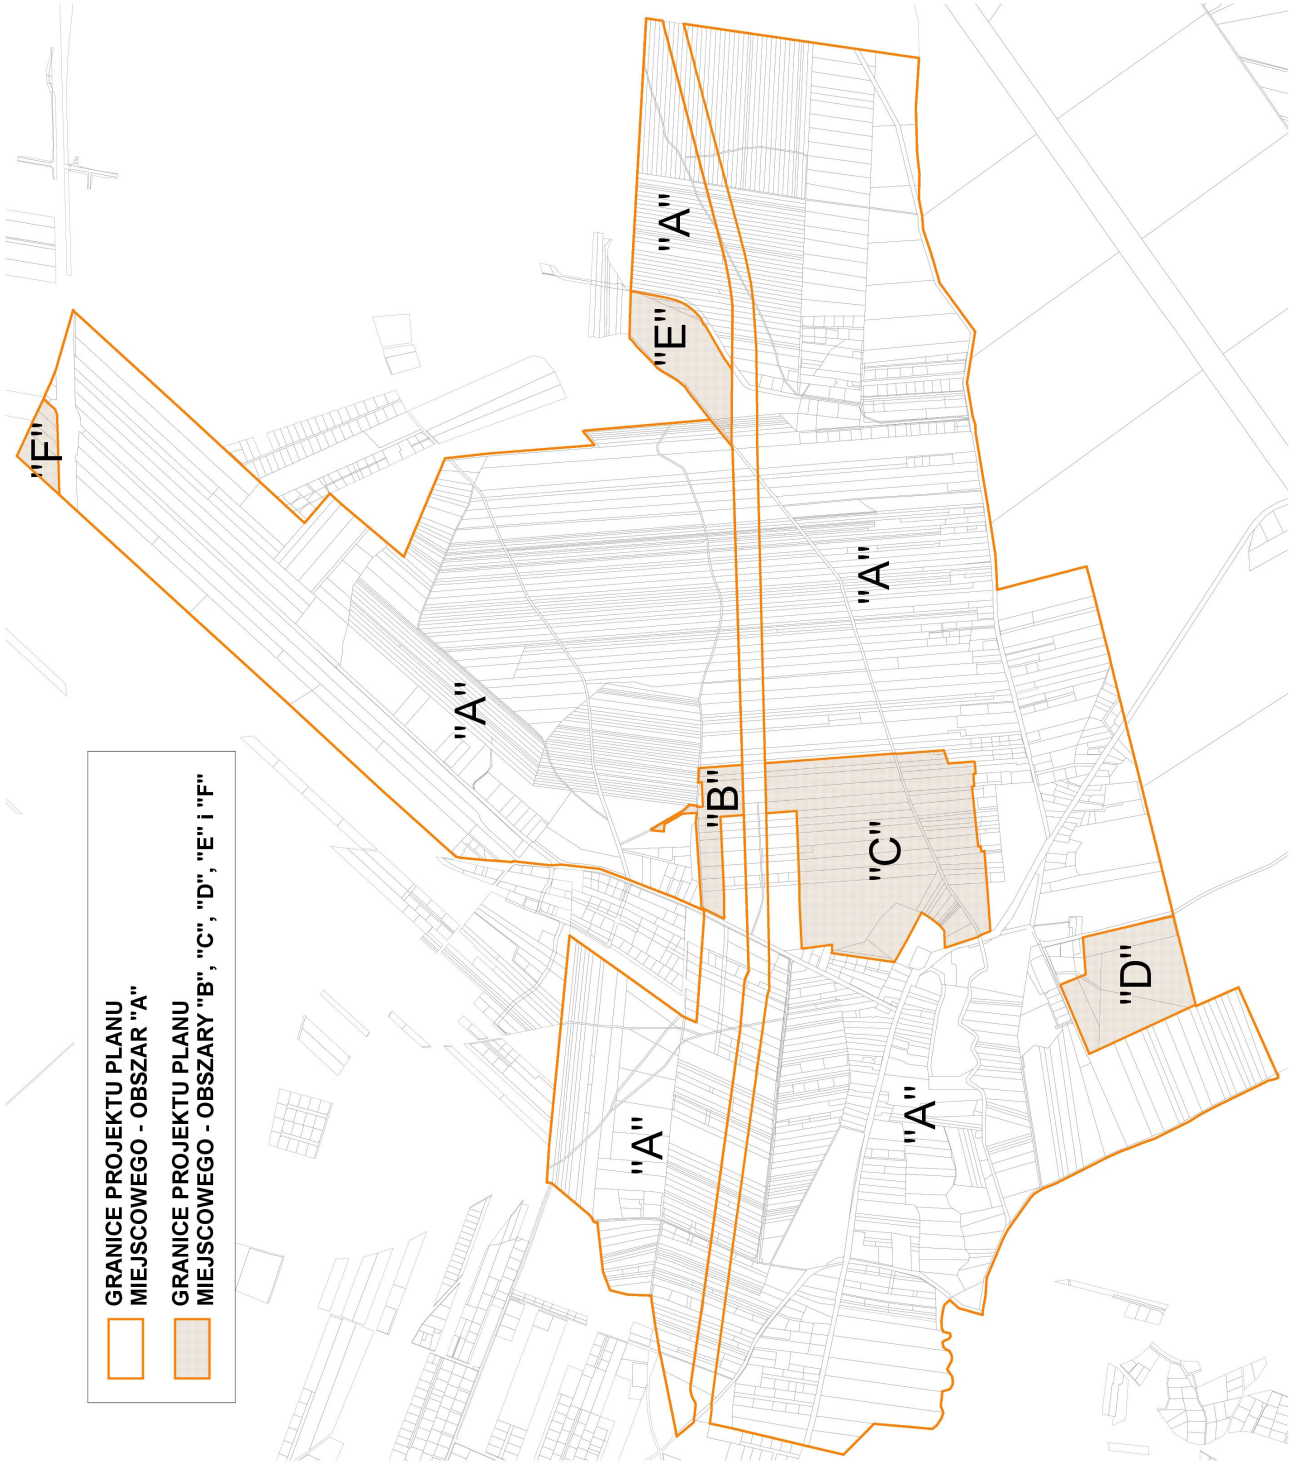 "F"
GRANICE PROJEKTU PLANU
MIEJSCOWEGO - OBSZAR "A"
GRANICE PROJEKTU PLANU
MIEJSCOWEGO - OBSZARY "B", "C", "D", "E" i "F"
"A"
"A"
"E"
"A"
"B"
"A"
"C"
"A"
"D"